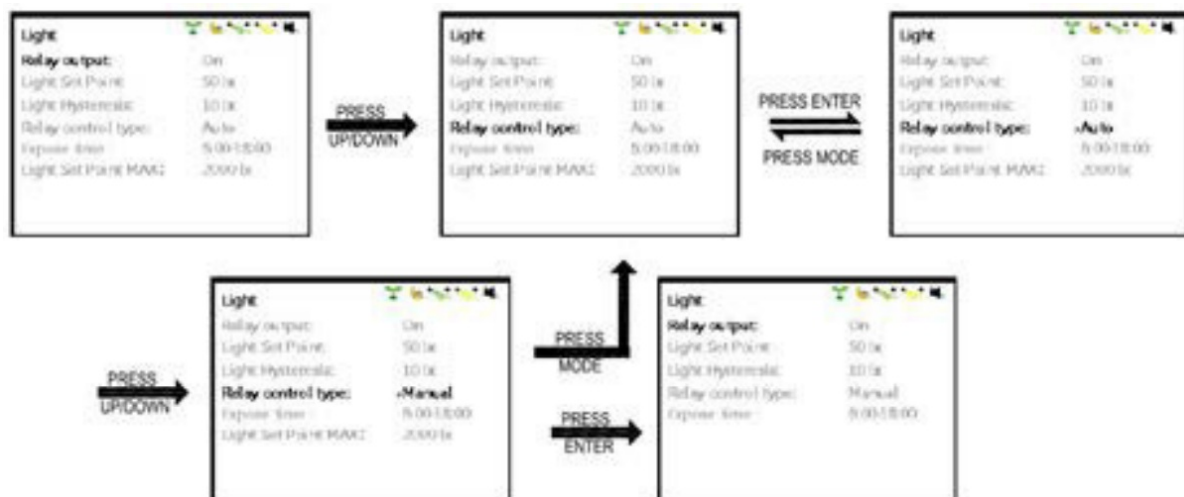 Light
Relay output: On
Light Set Point: 50 lx
Light Hysteresis: 10 lx
Relay control type: Auto
Expose time: 6:00-18:00
Light Set Point MAX: 2000 lx
PRESS
UP/DOWN
Light
Relay output: On
Light Set Point: 50 lx
Light Hysteresis: 10 lx
Relay control type: Auto
Expose time: 6:00-18:00
Light Set Point MAX: 2000 lx
PRESS ENTER
PRESS MODE
Light
Relay output: On
Light Set Point: 50 lx
Light Hysteresis: 10 lx
Relay control type: Auto
Expose time: 6:00-18:00
Light Set Point MAX: 2000 lx
PRESS
UP/DOWN
Light
Relay output: On
Light Set Point: 50 lx
Light Hysteresis: 10 lx
Relay control type: Manual
Expose time: 6:00-18:00
Light Set Point MAX: 2000 lx
PRESS
MODE
PRESS
ENTER
Light
Relay output: On
Light Set Point: 50 lx
Light Hysteresis: 10 lx
Relay control type: Manual
Expose time: 6:00-18:00